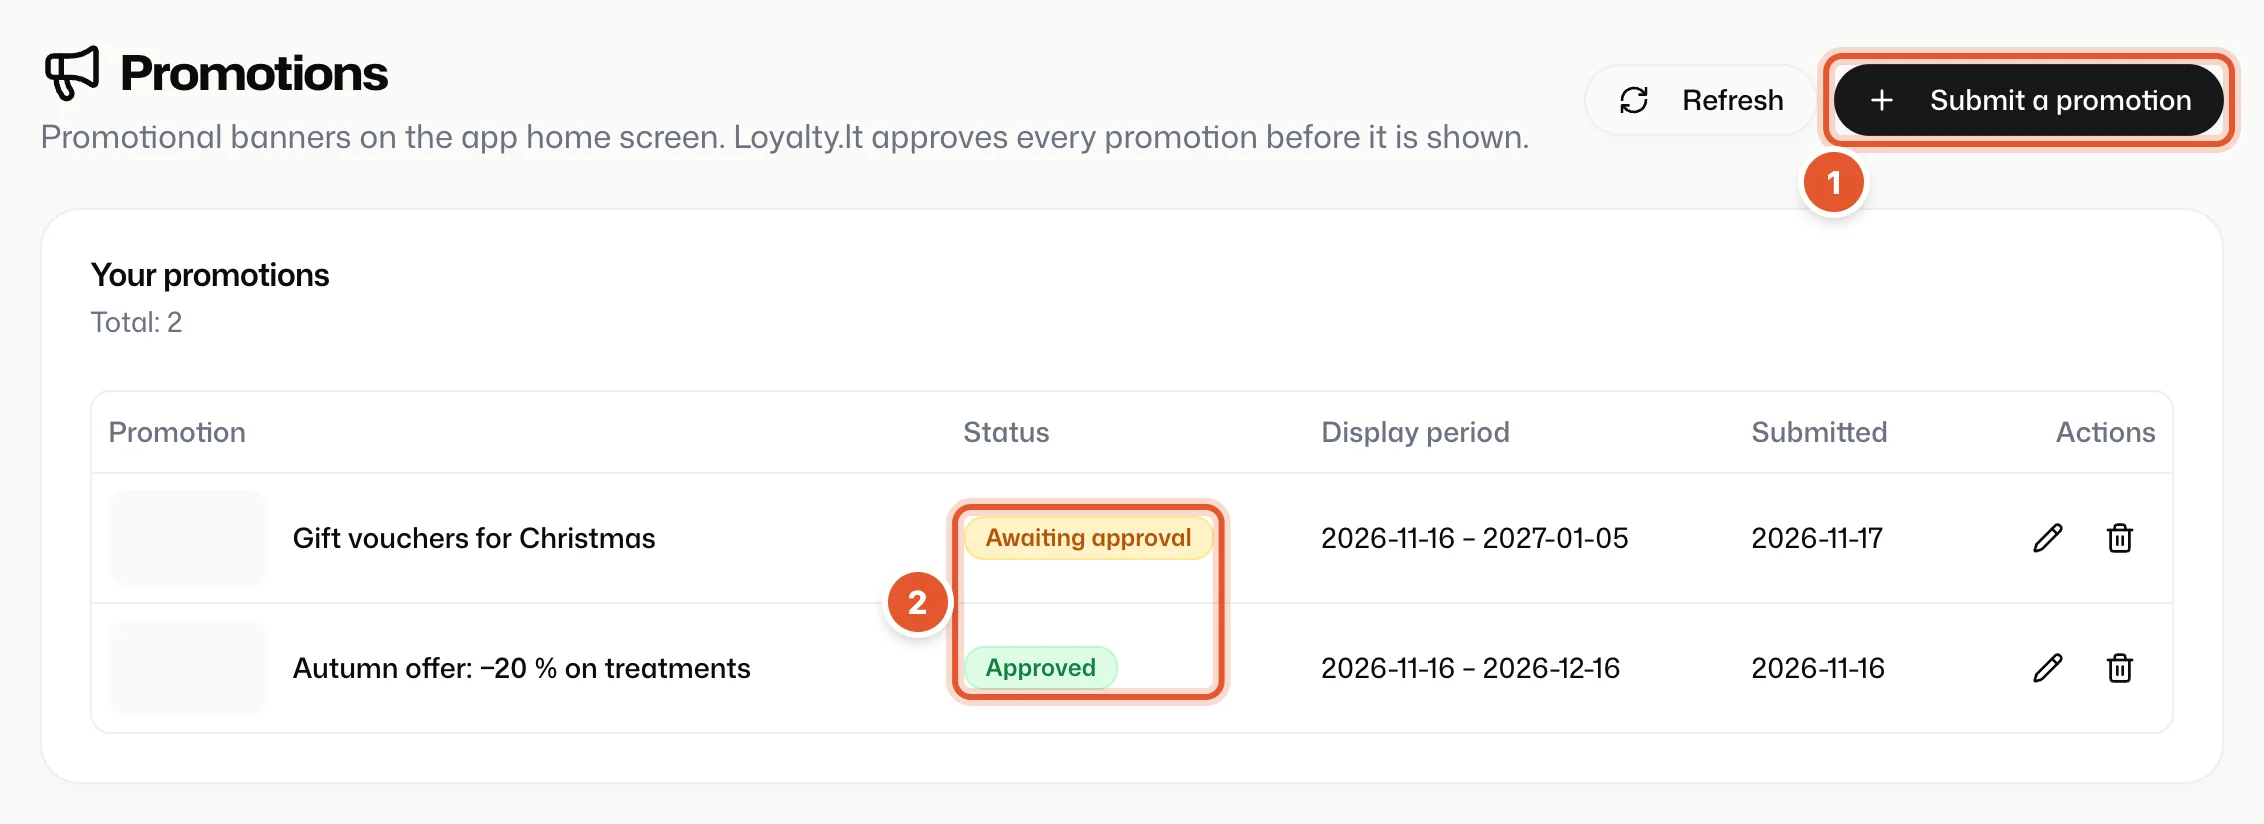 Promotions
Promotional banners on the app home screen. Loyalty.lt approves every promotion before it is shown.
Refresh
+ Submit a promotion
1
Your promotions
Total: 2
Promotion Status Display period Submitted Actions
Gift vouchers for Christmas Awaiting approval 2026-11-16 – 2027-01-05 2026-11-17
2
Autumn offer: −20 % on treatments Approved 2026-11-16 – 2026-12-16 2026-11-16